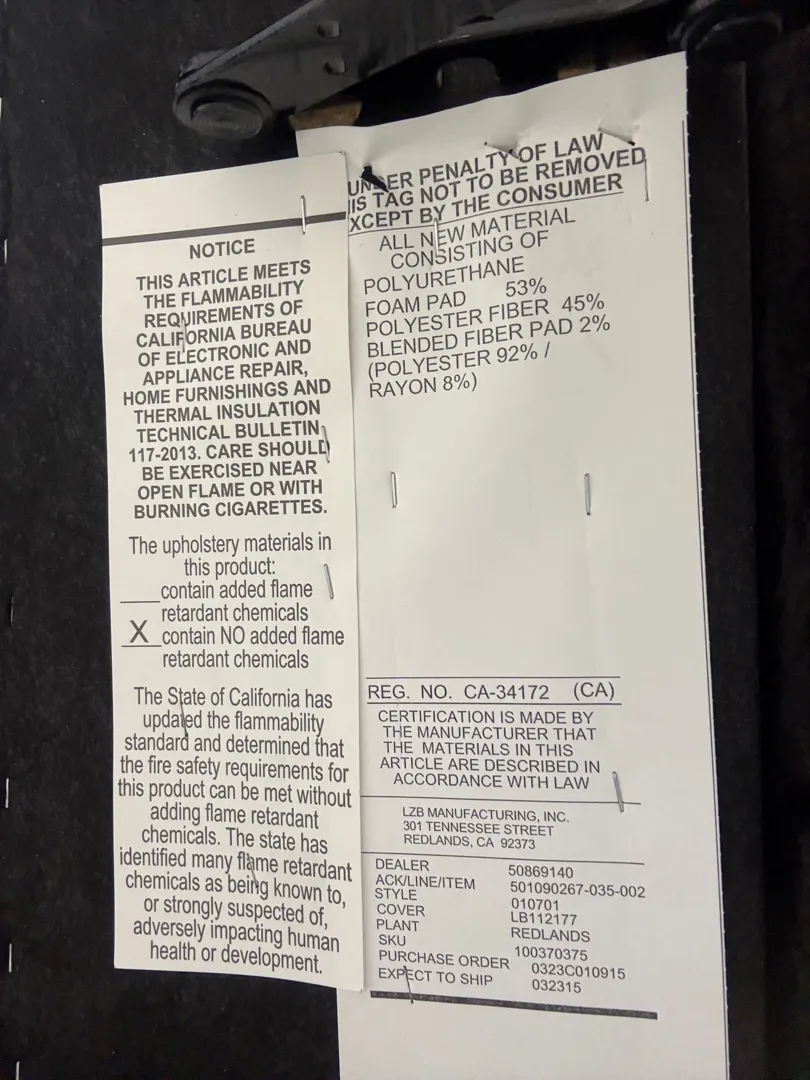 NOTICE
THIS ARTICLE MEETS
THE FLAMMABILITY
REQUIREMENTS OF
CALIFORNIA BUREAU
OF ELECTRONIC AND
APPLIANCE REPAIR,
HOME FURNISHINGS AND
THERMAL INSULATION
TECHNICAL BULLETIN
117-2013. CARE SHOULD
BE EXERCISED NEAR
OPEN FLAME OR WITH
BURNING CIGARETTES.
The upholstery materials in
this product:
___contain added flame
retardant chemicals
X contain NO added flame
retardant chemicals
The State of California has
updated the flammability
standard and determined that
the fire safety requirements for
this product can be met without
adding flame retardant
chemicals. The state has
identified many flame retardant
chemicals as being known to,
or strongly suspected of,
adversely impacting human
health or development.
UNDER PENALTY OF LAW
IS TAG NOT TO BE REMOVED
XCEPT BY THE CONSUMER
ALL NEW MATERIAL
CONSISTING OF
POLYURETHANE
FOAM PAD 53%
POLYESTER FIBER 45%
BLENDED FIBER PAD 2%
(POLYESTER 92% /
RAYON 8%)
REG. NO. CA-34172 (CA)
CERTIFICATION IS MADE BY
THE MANUFACTURER THAT
THE MATERIALS IN THIS
ARTICLE ARE DESCRIBED IN
ACCORDANCE WITH LAW
LZB MANUFACTURING, INC.
301 TENNESSEE STREET
REDLANDS, CA 92373
DEALER 50869140
ACK/LINE/ITEM 501090267-035-002
STYLE 010701
COVER LB112177
PLANT REDLANDS
SKU 100370375
PURCHASE ORDER 0323C010915
EXPECT TO SHIP 032315